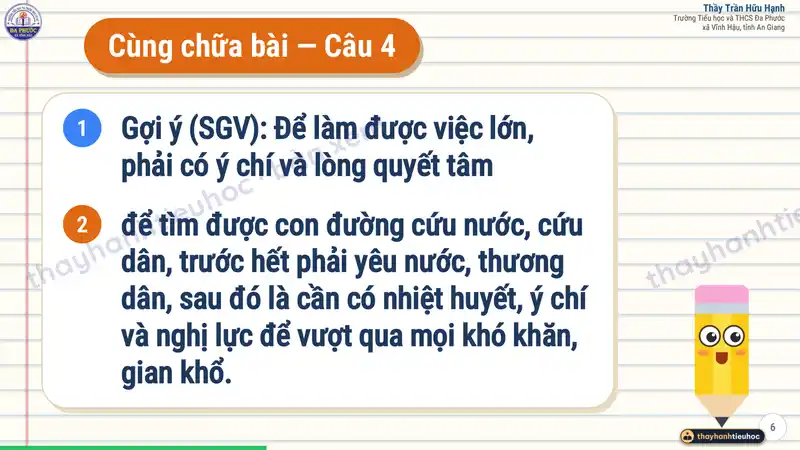 Thầy Trần Hữu Hạnh
Trường Tiểu học và THCS Đa Phước
xã Vĩnh Hậu, tỉnh An Giang
ĐA PHƯỚC
Cùng chữa bài – Câu 4
1
Gợi ý (SGV): Để làm được việc lớn,
phải có ý chí và lòng quyết tâm
2
để tìm được con đường cứu nước, cứu
dân, trước hết phải yêu nước, thương
dân, sau đó là cần có nhiệt huyết, ý chí
và nghị lực để vượt qua mọi khó khăn,
gian khổ.
thayhanhtieuhoc
6